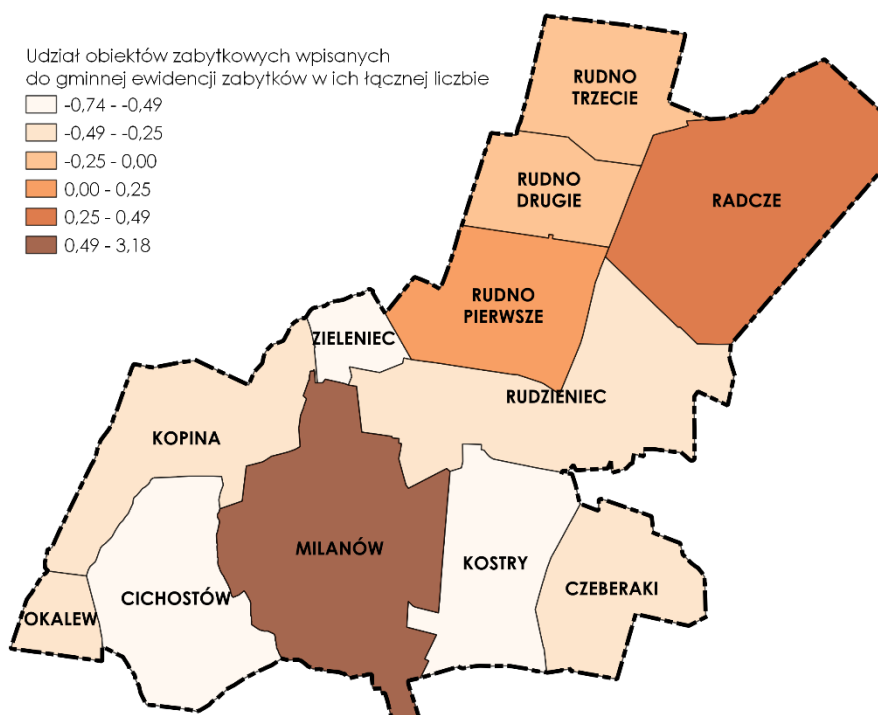 Udział obiektów zabytkowych wpisanych
do gminnej ewidencji zabytków w ich łącznej liczbie
-0,74 - -0,49
-0,49 - -0,25
-0,25 - 0,00
0,00 - 0,25
0,25 - 0,49
0,49 - 3,18
RUDNO
TRZECIE
RUDNO
DRUGIE
RADCZE
RUDNO
PIERWSZE
ZIELENIEC
RUDZIENIEC
KOPINA
MILANÓW
KOSTRY
CZEBERAKI
CICHOSTÓW
OKALEW